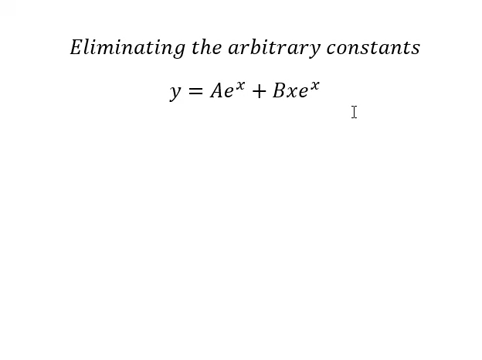 Eliminating the arbitrary constants
y = Ae^x + Bxe^x